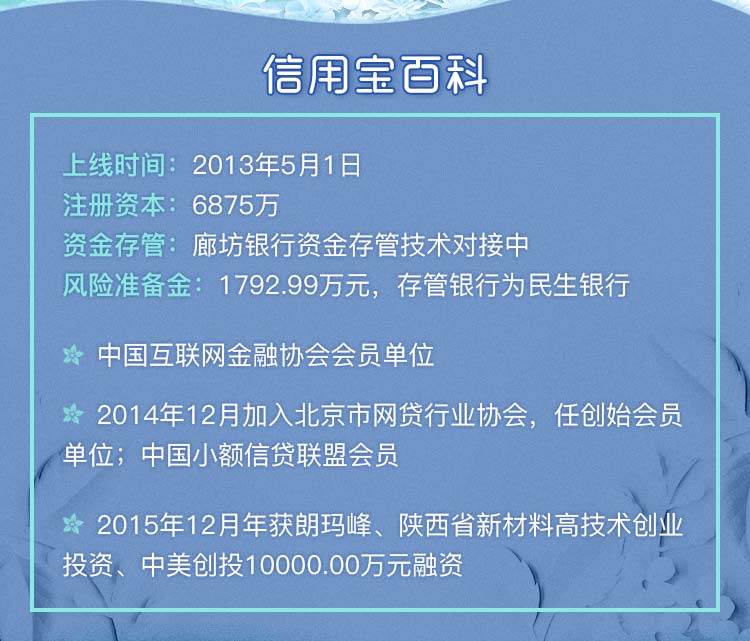 信用宝百科
上线时间：2013年5月1日
注册资本：6875万
资金存管：廊坊银行资金存管技术对接中
风险准备金：1792.99万元，存管银行为民生银行
中国互联网金融协会会员单位
2014年12月加入北京市网贷行业协会，任创始会员
单位；中国小额信贷联盟会员
2015年12月年获朗玛峰、陕西省新材料高技术创业
投资、中美创投10000.00万元融资